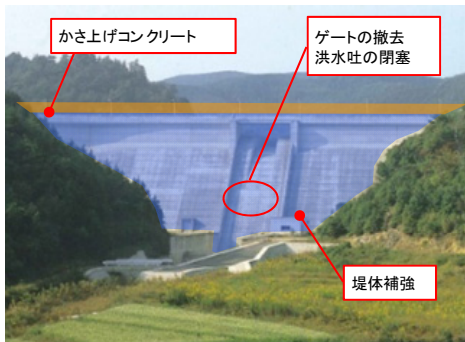 かさ上げコンクリート
ゲートの撤去
洪水吐の閉塞
堤体補強